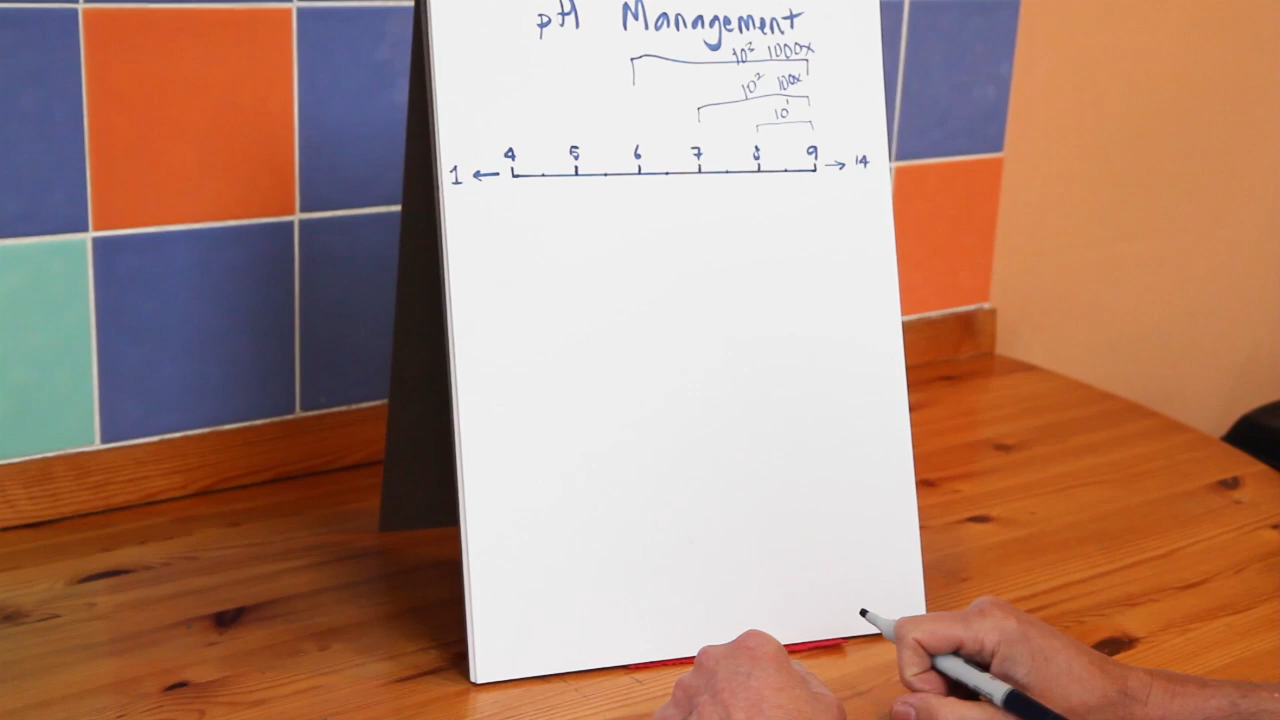 pH Management
10³ 1000x
10² 100x
10¹
4 5 6 7 8 9
1 ← → 14